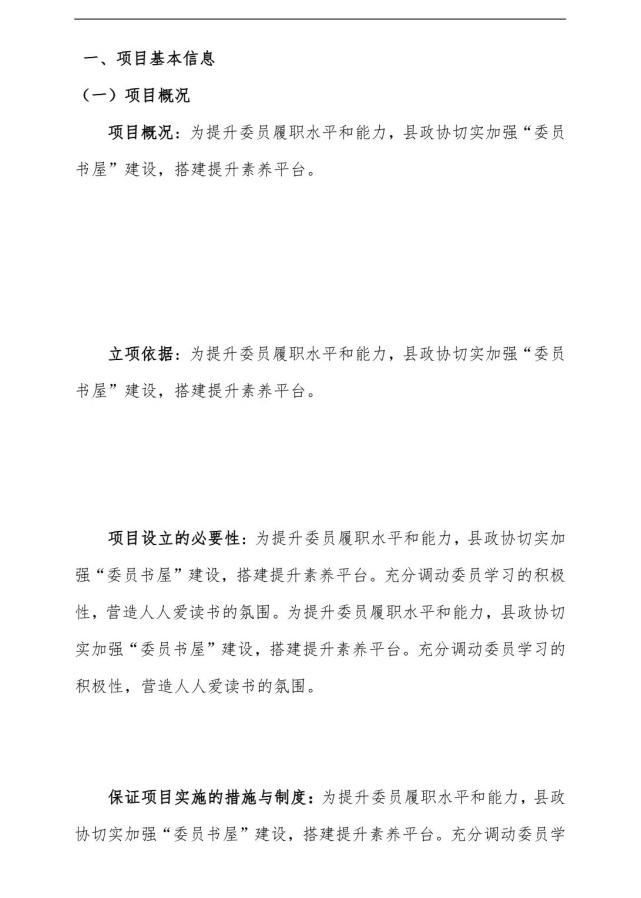 一、项目基本信息
（一）项目概况
项目概况：为提升委员履职水平和能力，县政协切实加强“委员
书屋”建设，搭建提升素养平台。
立项依据：为提升委员履职水平和能力，县政协切实加强“委员
书屋”建设，搭建提升素养平台。
项目设立的必要性：为提升委员履职水平和能力，县政协切实加
强“委员书屋”建设，搭建提升素养平台。充分调动委员学习的积极
性，营造人人爱读书的氛围。为提升委员履职水平和能力，县政协切
实加强“委员书屋”建设，搭建提升素养平台。充分调动委员学习的
积极性，营造人人爱读书的氛围。
保证项目实施的措施与制度：为提升委员履职水平和能力，县政
协切实加强“委员书屋”建设，搭建提升素养平台。充分调动委员学